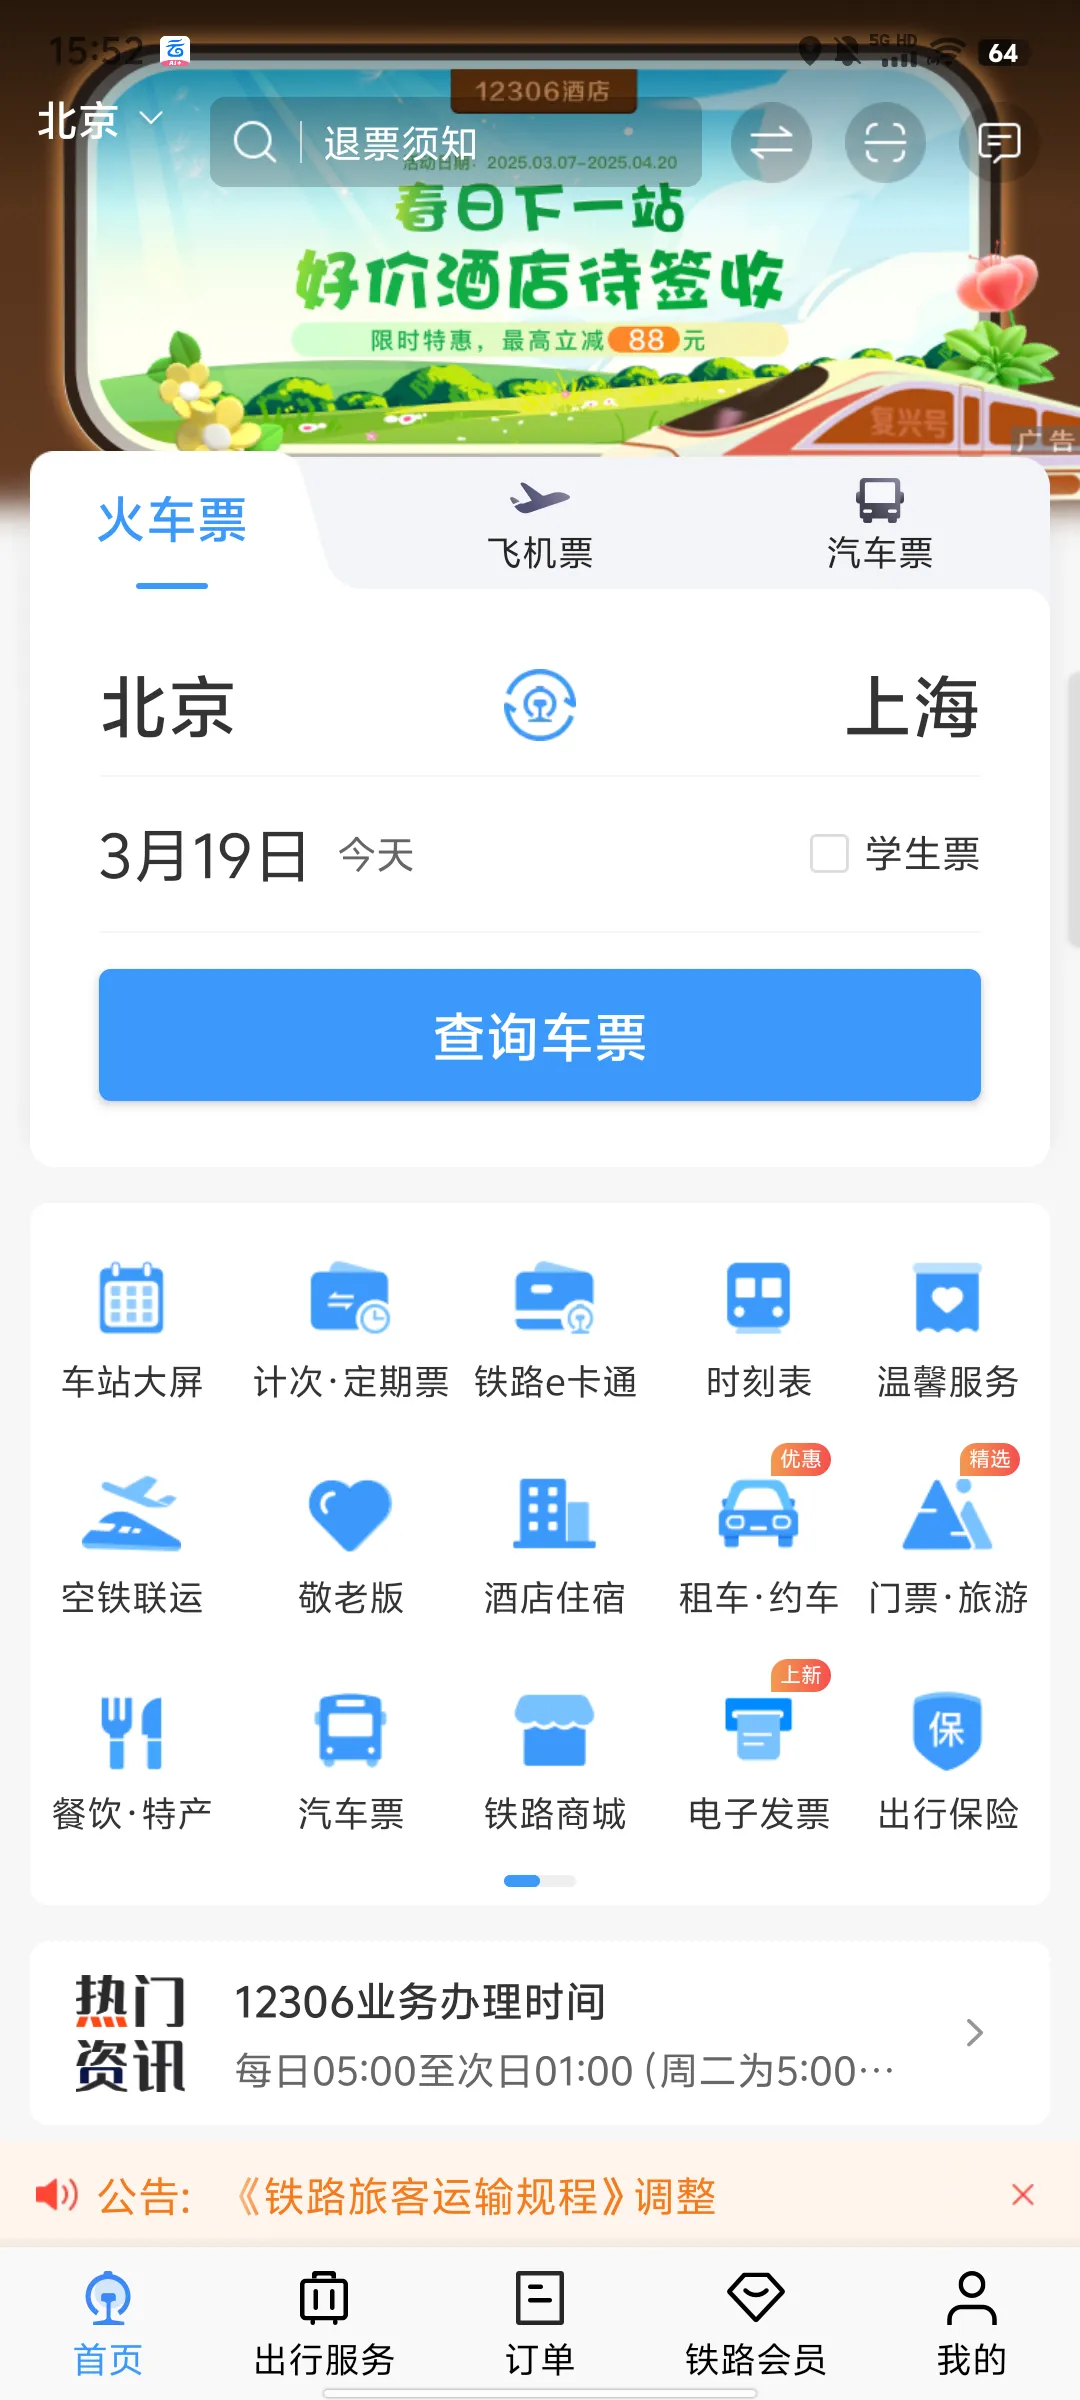 15:52
5G HD
64
12306酒店
北京
退票须知
活动日期：2025.03.07-2025.04.20
春日下一站
好价酒店待签收
限时特惠，最高立减88元
复兴号
广告
火车票
飞机票
汽车票
北京
上海
3月19日 今天
学生票
查询车票
车站大屏
计次·定期票
铁路e卡通
时刻表
温馨服务
优惠
精选
空铁联运
敬老版
酒店住宿
租车·约车
门票·旅游
上新
保
餐饮·特产
汽车票
铁路商城
电子发票
出行保险
热门
资讯
12306业务办理时间
每日05:00至次日01:00 (周二为5:00…
公告: 《铁路旅客运输规程》调整
首页
出行服务
订单
铁路会员
我的